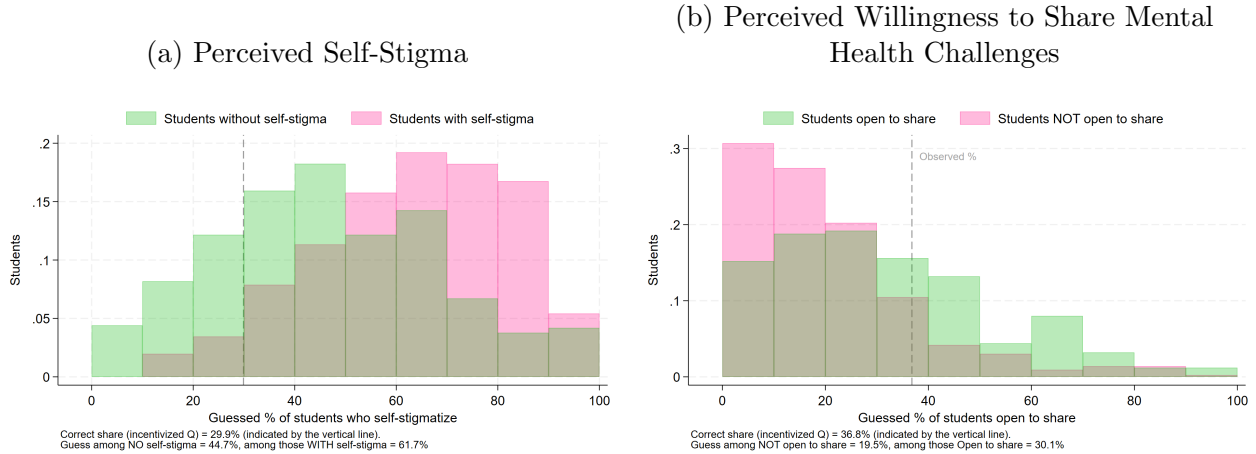 (a) Perceived Self-Stigma
Students without self-stigma
Students with self-stigma
.2
.15
.1
.05
0
Students
0 20 40 60 80 100
Guessed % of students who self-stigmatize
Correct share (incentivized Q) = 29.9% (indicated by the vertical line).
Guess among NO self-stigma = 44.7%, among those WITH self-stigma = 61.7%
(b) Perceived Willingness to Share Mental
Health Challenges
Students open to share
Students NOT open to share
Observed %
.3
.2
.1
0
Students
0 20 40 60 80 100
Guessed % of students open to share
Correct share (incentivized Q) = 36.8% (indicated by the vertical line).
Guess among NOT open to share = 19.5%, among those Open to share = 30.1%